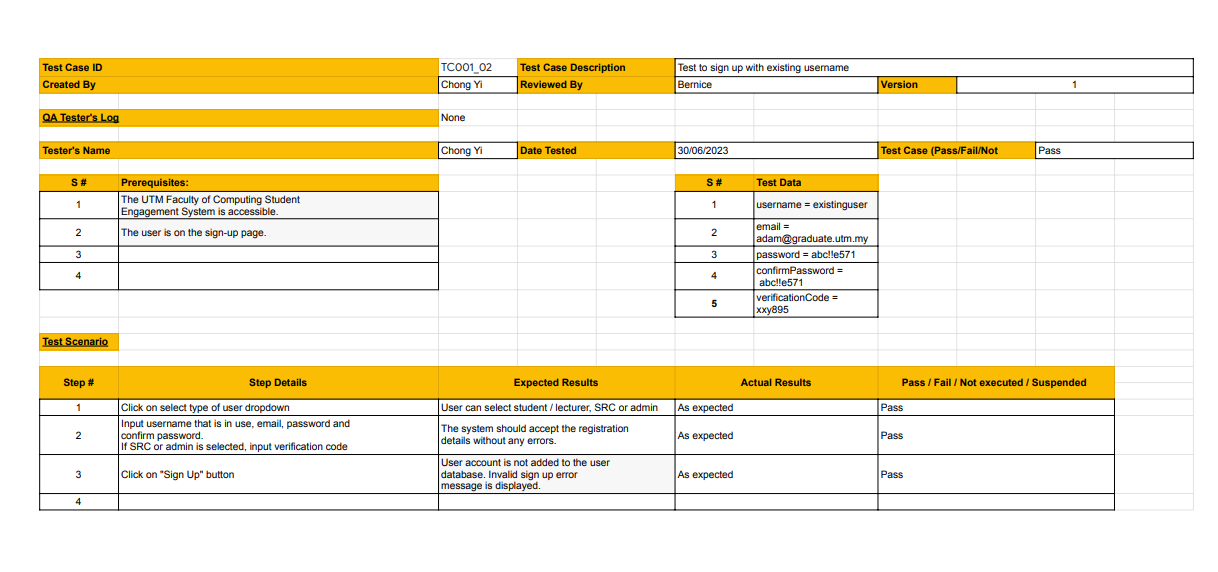 Test Case ID TC001_02 Test Case Description Test to sign up with existing username
Created By Chong Yi Reviewed By Bernice Version 1
QA Tester's Log None
Tester's Name Chong Yi Date Tested 30/06/2023 Test Case (Pass/Fail/Not Pass
S # Prerequisites: S # Test Data
1 The UTM Faculty of Computing Student
Engagement System is accessible.
1 username = existinguser
2 The user is on the sign-up page.
2 email =
adam@graduate.utm.my
3 3 password = abc!!e571
4 4 confirmPassword =
abc!!e571
5 verificationCode =
xxy895
Test Scenario
Step # Step Details Expected Results Actual Results Pass / Fail / Not executed / Suspended
1 Click on select type of user dropdown User can select student / lecturer, SRC or admin As expected Pass
2 Input username that is in use, email, password and
confirm password.
If SRC or admin is selected, input verification code
The system should accept the registration
details without any errors.
As expected Pass
3 Click on "Sign Up" button
User account is not added to the user
database. Invalid sign up error
message is displayed.
As expected Pass
4